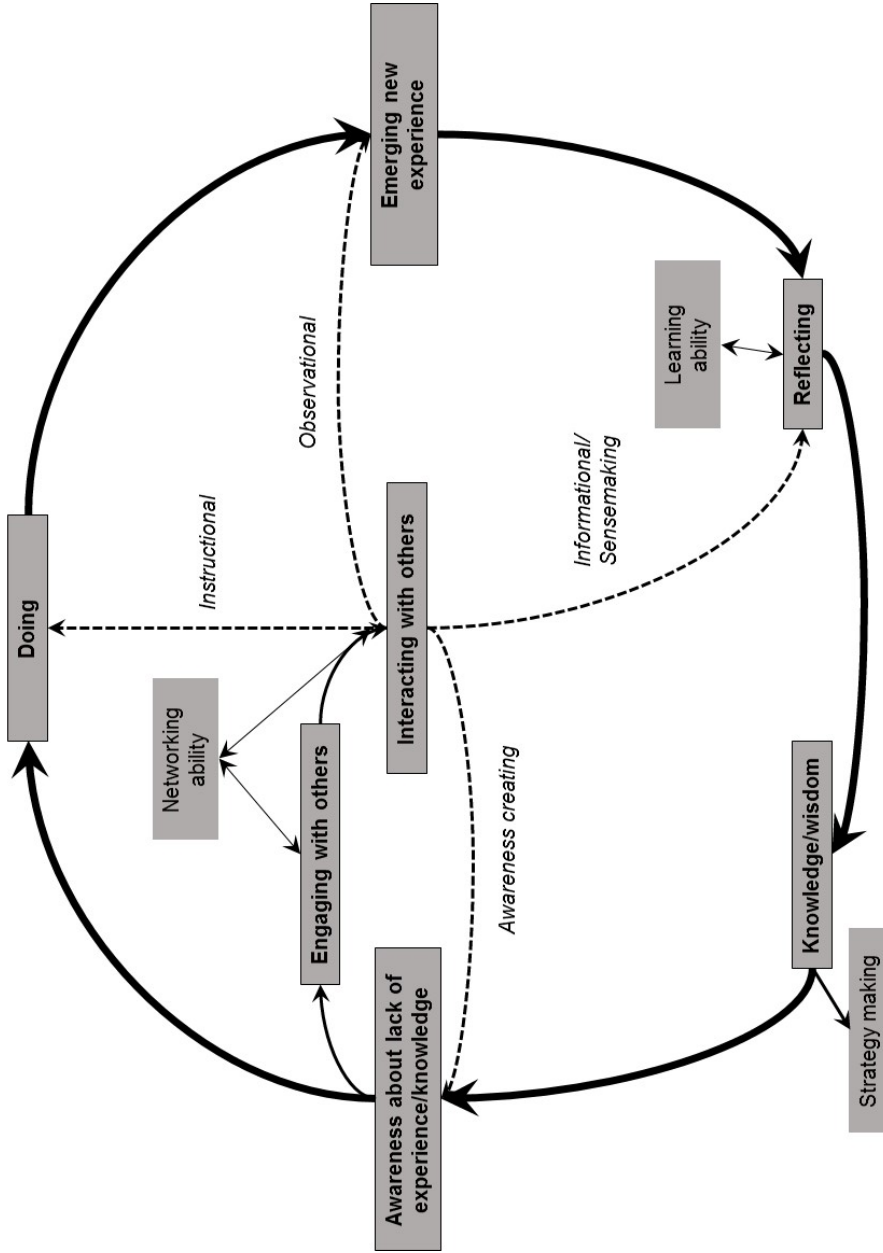 Doing
Emerging new
experience
Instructional
Observational
Networking
ability
Engaging with others
Interacting with others
Awareness about lack of
experience/knowledge
Awareness creating
Informational/
Sensemaking
Learning
ability
Reflecting
Knowledge/wisdom
Strategy making